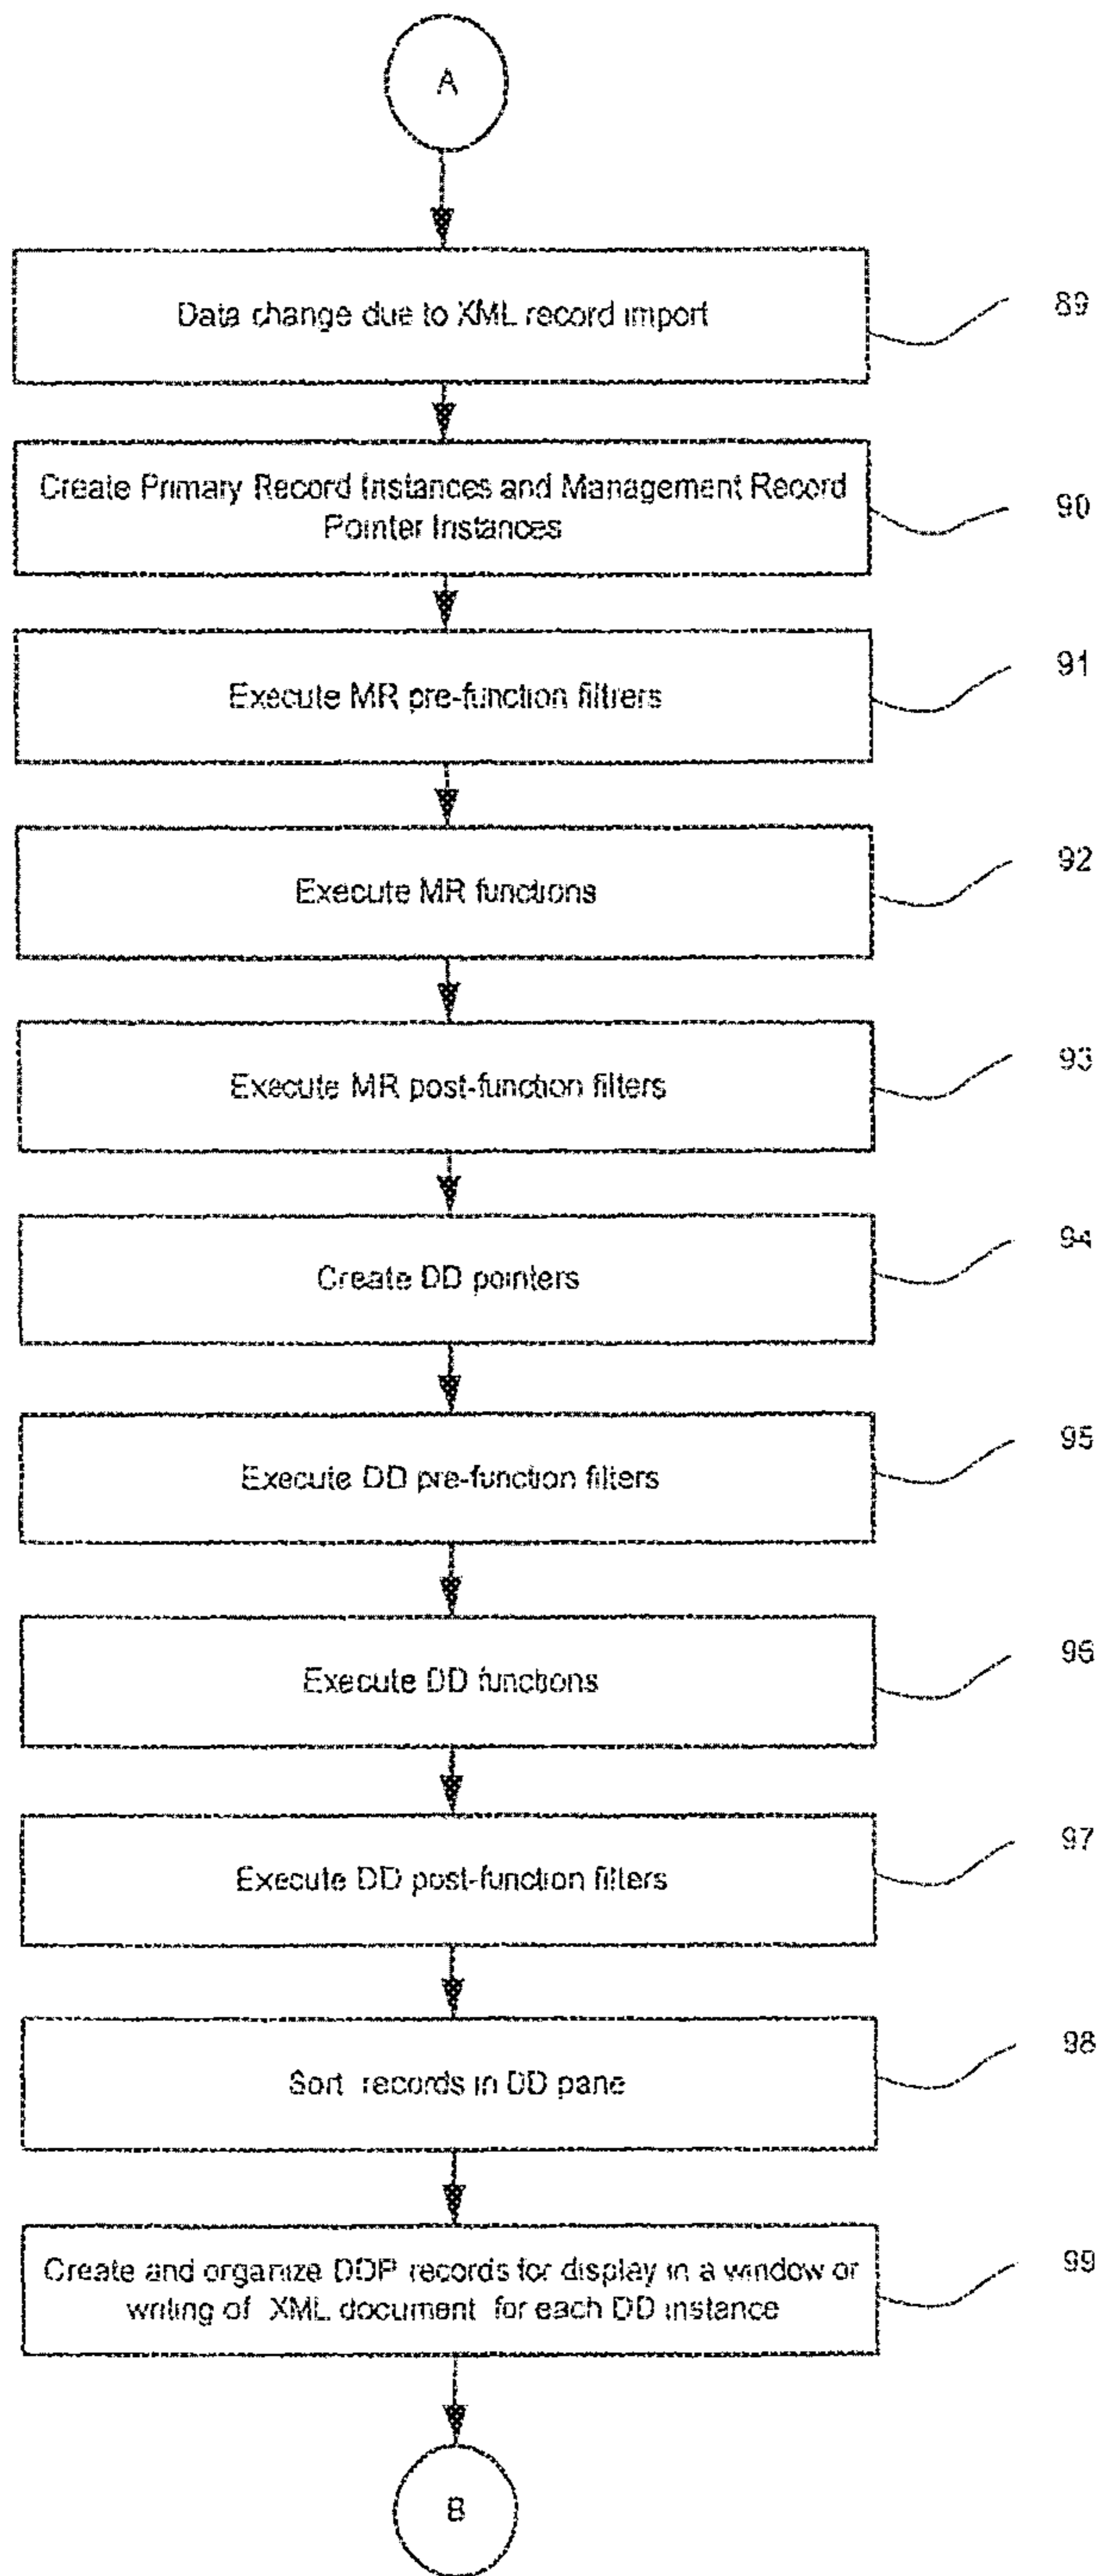 A
Data change due to XML record import
89
Create Primary Record Instances and Management Record
Pointer Instances
90
Execute MR pre-function filtrers
91
Execute MR functions
92
Execute MR post-function filters
93
Create DD pointers
94
Execute DD pre-function filters
95
Execute DD functions
96
Execute DD post-function filters
97
Sort records in DD pane
98
Create and organize DDP records for display in a window or
writing of XML document for each DD instance
99
B